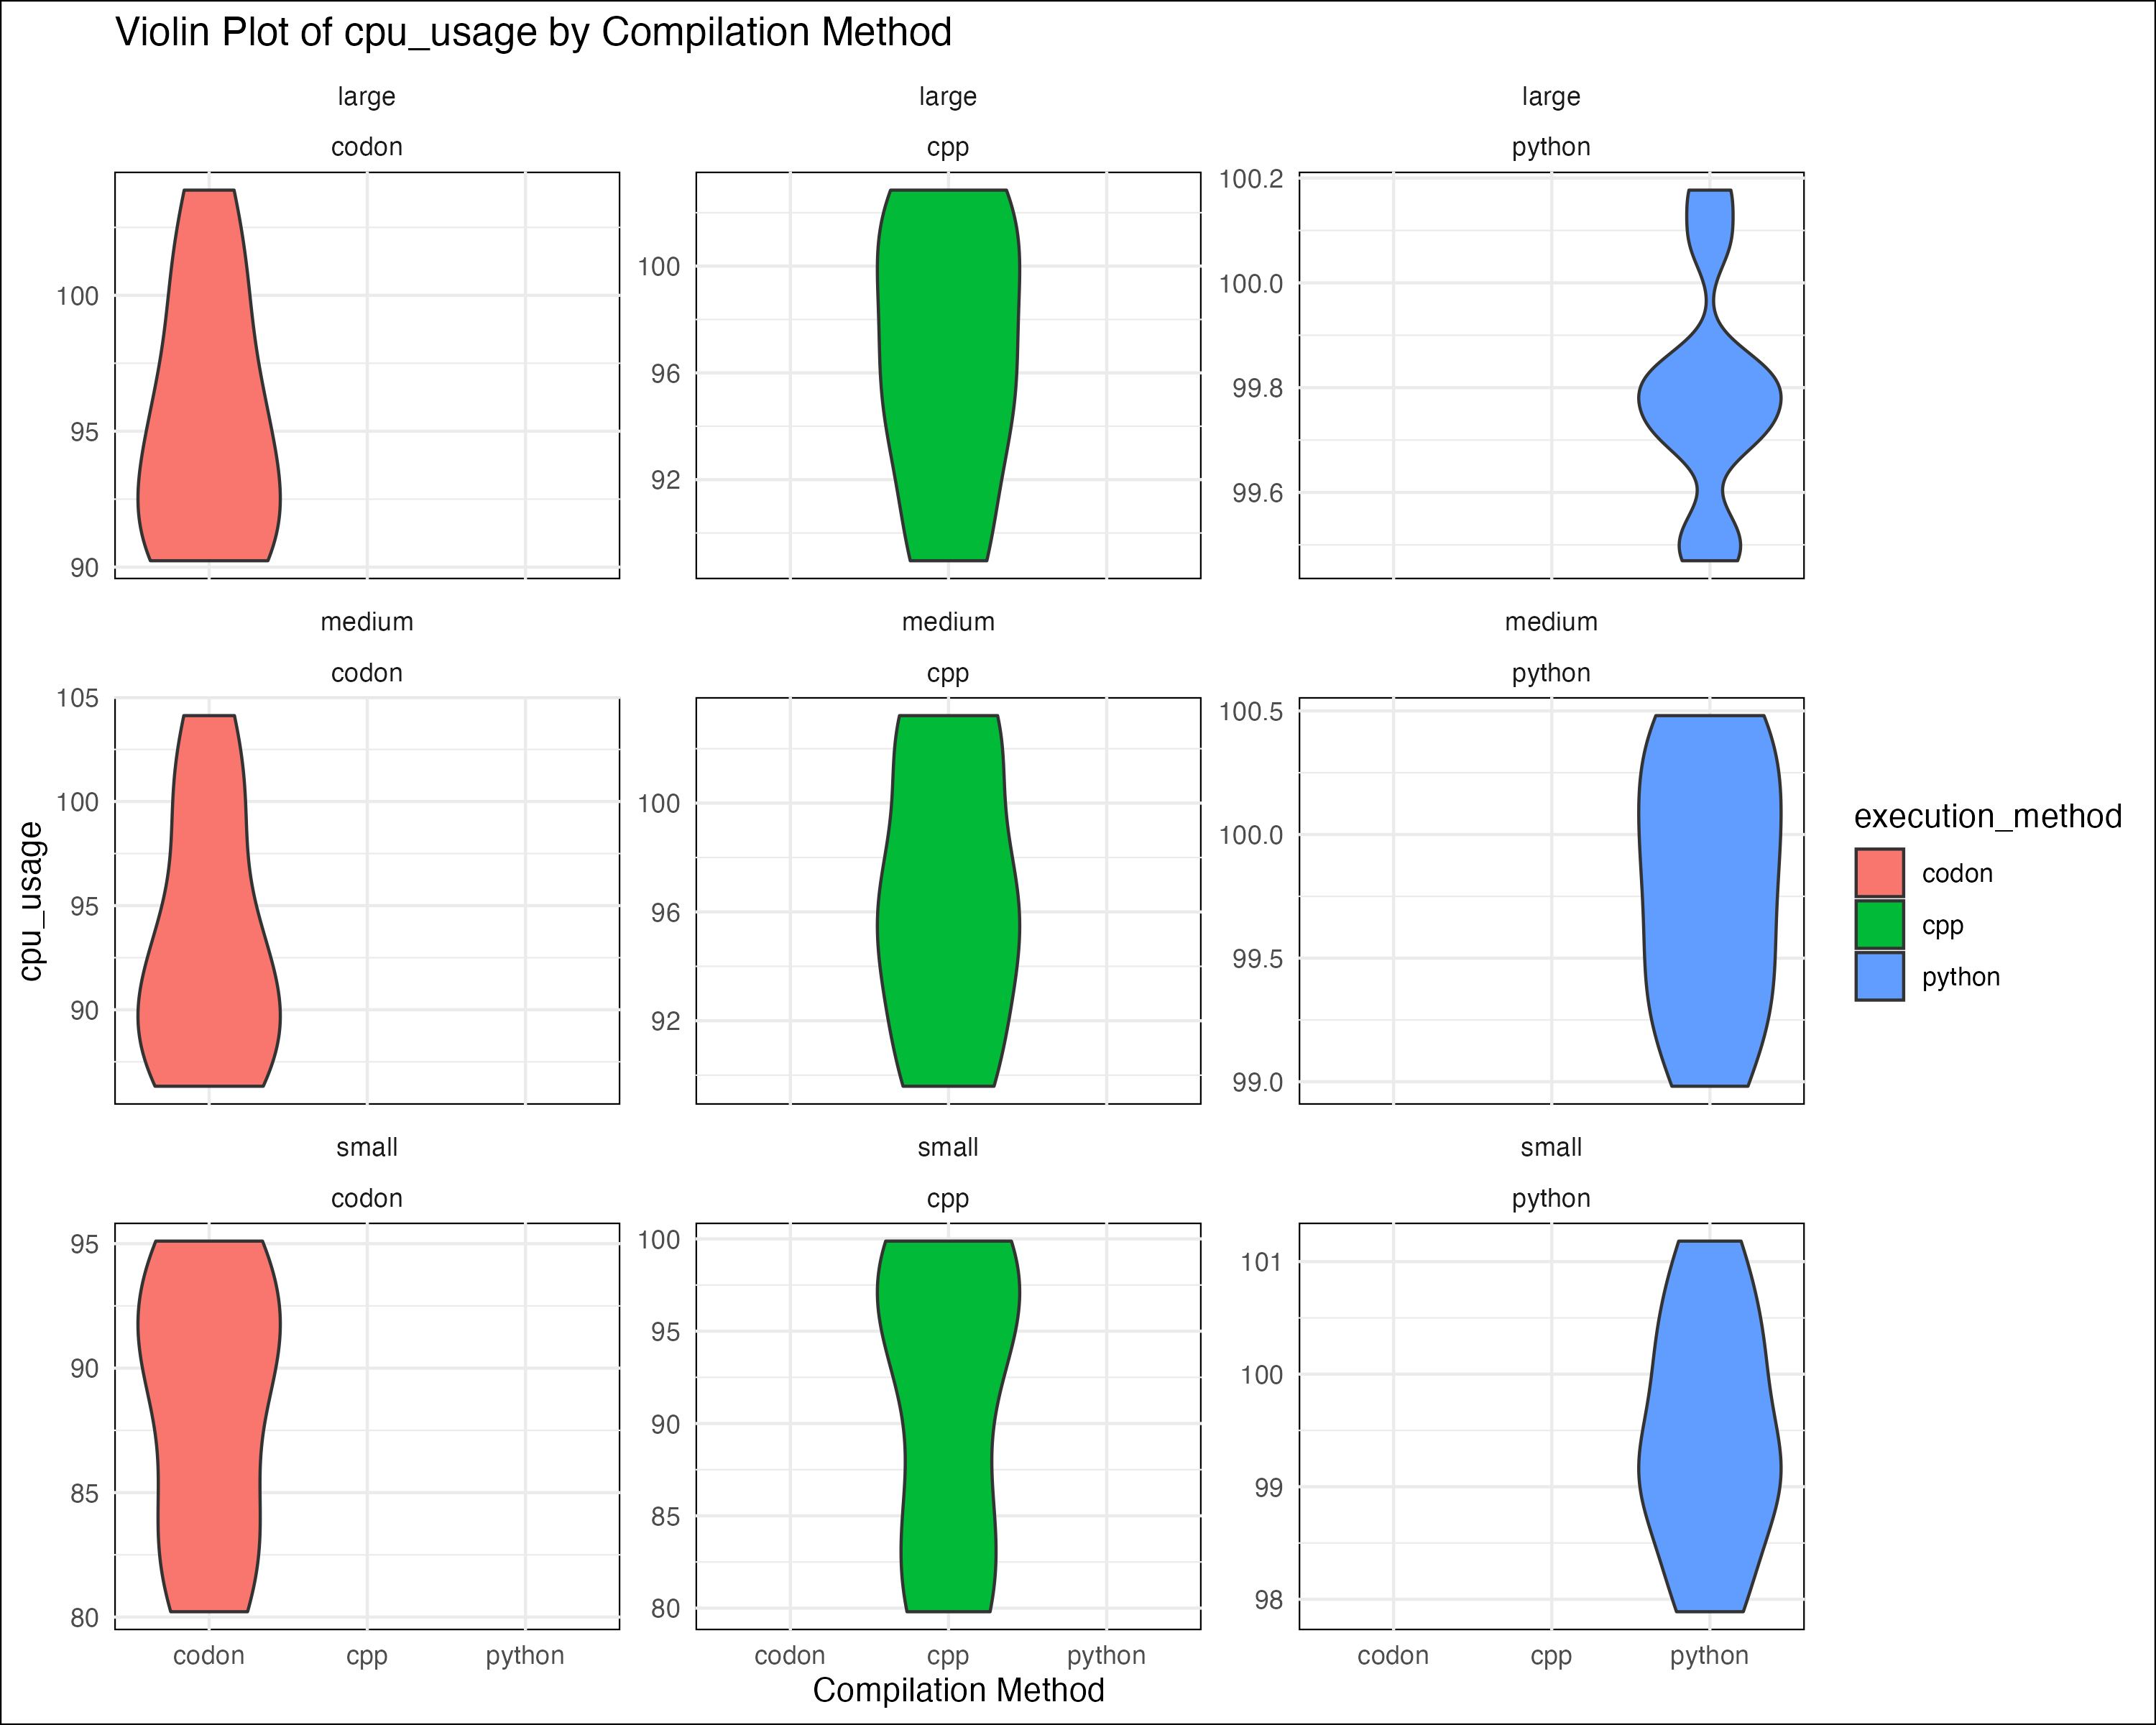 Violin Plot of cpu_usage by Compilation Method
large
codon
large
cpp
large
python
100
95
90
100
96
92
100.2
100.0
99.8
99.6
medium
codon
medium
cpp
medium
python
105
100
95
90
100
96
92
100.5
100.0
99.5
99.0
small
codon
small
cpp
small
python
95
90
85
80
100
95
90
85
80
101
100
99
98
codon cpp python
codon cpp python
codon cpp python
Compilation Method
cpu_usage
execution_method
codon
cpp
python